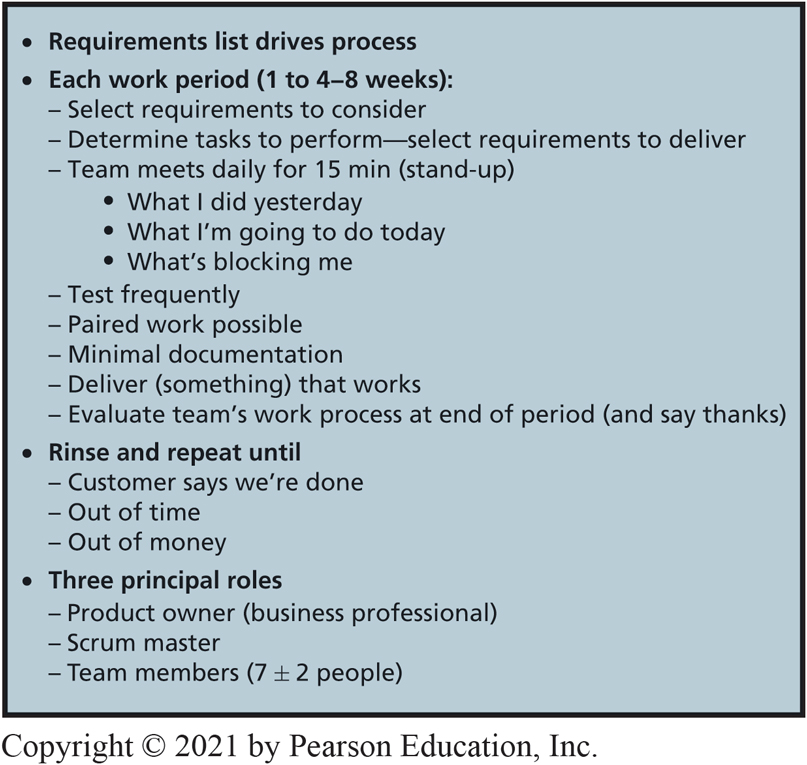 • Requirements list drives process
• Each work period (1 to 4–8 weeks):
– Select requirements to consider
– Determine tasks to perform—select requirements to deliver
– Team meets daily for 15 min (stand-up)
• What I did yesterday
• What I’m going to do today
• What’s blocking me
– Test frequently
– Paired work possible
– Minimal documentation
– Deliver (something) that works
– Evaluate team’s work process at end of period (and say thanks)
• Rinse and repeat until
– Customer says we’re done
– Out of time
– Out of money
• Three principal roles
– Product owner (business professional)
– Scrum master
– Team members (7 ± 2 people)
Copyright © 2021 by Pearson Education, Inc.